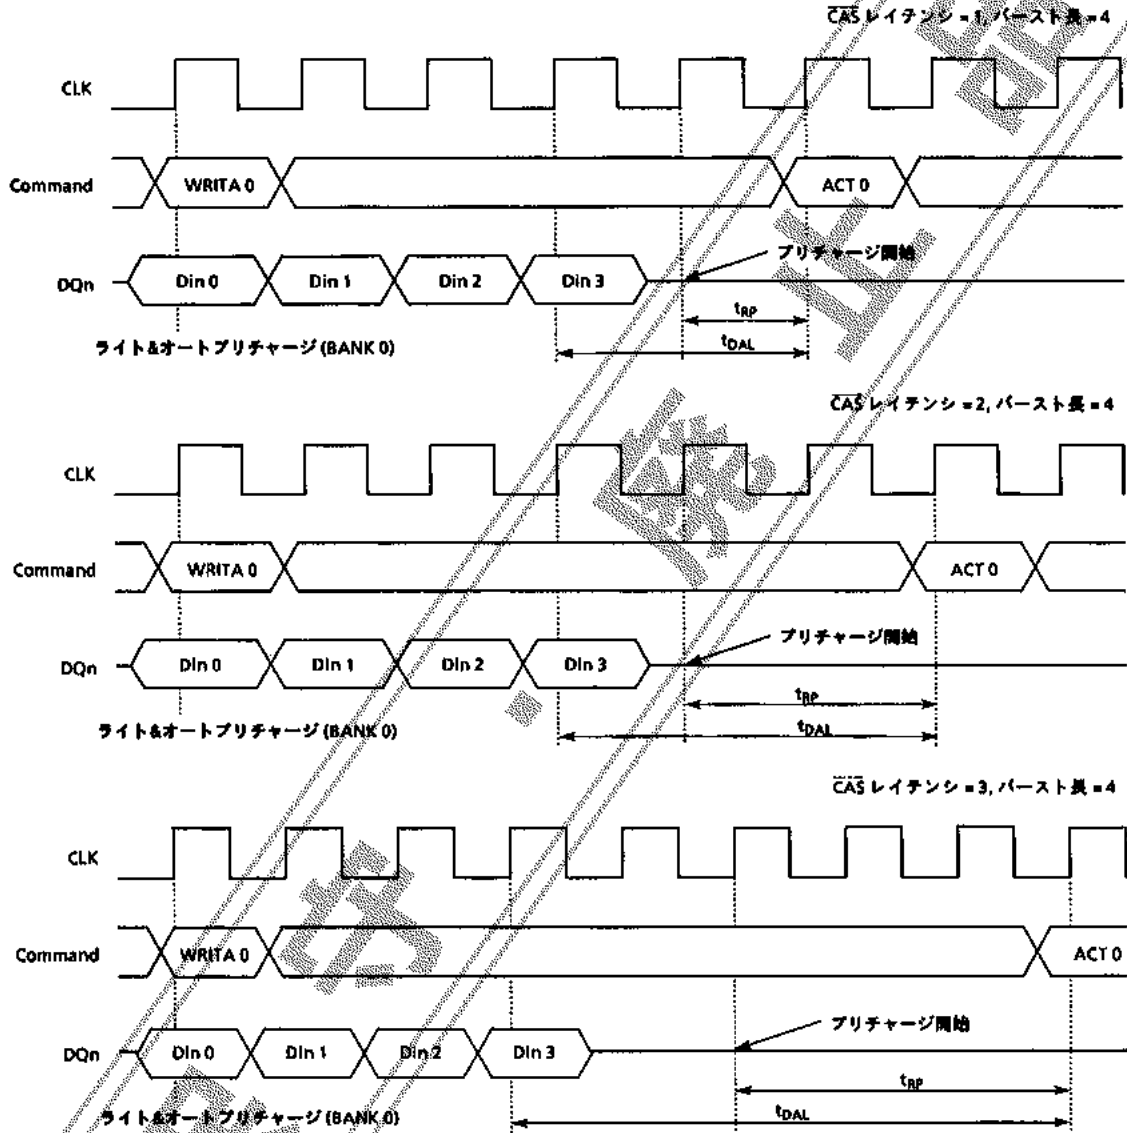 CAS レイテンシ = 1, バースト長 = 4
CLK
Command WRITA 0 ACT 0
プリチャージ開始
DQn Din 0 Din 1 Din 2 Din 3
tRP
ライト&オートプリチャージ (BANK 0) tDAL
CAS レイテンシ = 2, バースト長 = 4
CLK
Command WRITA 0 ACT 0
プリチャージ開始
DQn Din 0 Din 1 Din 2 Din 3
tRP
ライト&オートプリチャージ (BANK 0) tDAL
CAS レイテンシ = 3, バースト長 = 4
CLK
Command WRITA 0 ACT 0
プリチャージ開始
DQn Din 0 Din 1 Din 2 Din 3
tRP
ライト&オートプリチャージ (BANK 0) tDAL